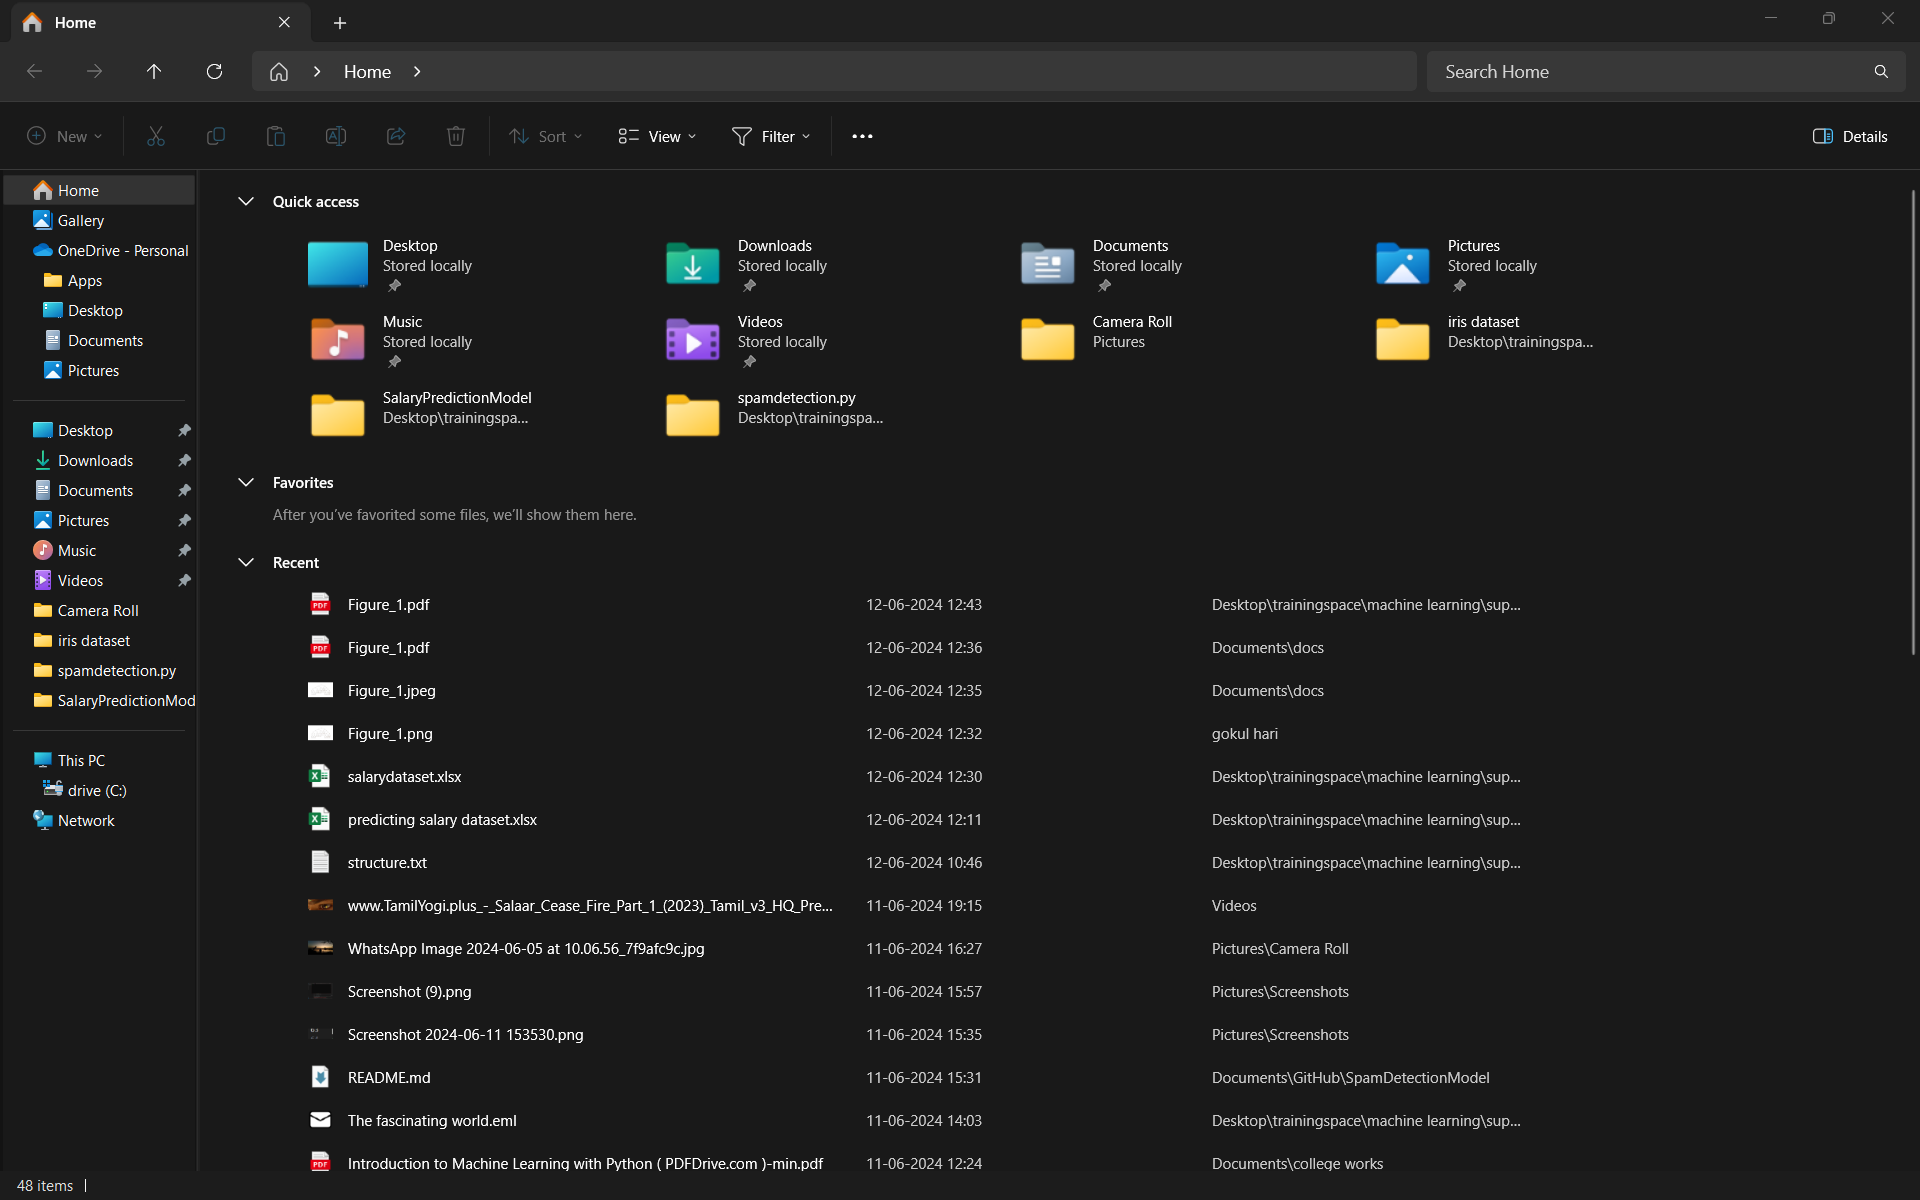 Home
Home
Search Home
New
Sort
View
Filter
Details
Home
Gallery
OneDrive - Personal
Apps
Desktop
Documents
Pictures
Desktop
Downloads
Documents
Pictures
Music
Videos
Camera Roll
iris dataset
spamdetection.py
SalaryPredictionMod
This PC
drive (C:)
Network
Quick access
Desktop
Stored locally
Downloads
Stored locally
Documents
Stored locally
Pictures
Stored locally
Music
Stored locally
Videos
Stored locally
Camera Roll
Pictures
iris dataset
Desktop\trainingspa...
SalaryPredictionModel
Desktop\trainingspa...
spamdetection.py
Desktop\trainingspa...
Favorites
After you've favorited some files, we'll show them here.
Recent
Figure_1.pdf 12-06-2024 12:43 Desktop\trainingspace\machine learning\sup...
Figure_1.pdf 12-06-2024 12:36 Documents\docs
Figure_1.jpeg 12-06-2024 12:35 Documents\docs
Figure_1.png 12-06-2024 12:32 gokul hari
salarydataset.xlsx 12-06-2024 12:30 Desktop\trainingspace\machine learning\sup...
predicting salary dataset.xlsx 12-06-2024 12:11 Desktop\trainingspace\machine learning\sup...
structure.txt 12-06-2024 10:46 Desktop\trainingspace\machine learning\sup...
www.TamilYogi.plus_-_Salaar_Cease_Fire_Part_1_(2023)_Tamil_v3_HQ_Pre... 11-06-2024 19:15 Videos
WhatsApp Image 2024-06-05 at 10.06.56_7f9afc9c.jpg 11-06-2024 16:27 Pictures\Camera Roll
Screenshot (9).png 11-06-2024 15:57 Pictures\Screenshots
Screenshot 2024-06-11 153530.png 11-06-2024 15:35 Pictures\Screenshots
README.md 11-06-2024 15:31 Documents\GitHub\SpamDetectionModel
The fascinating world.eml 11-06-2024 14:03 Desktop\trainingspace\machine learning\sup...
Introduction to Machine Learning with Python ( PDFDrive.com )-min.pdf 11-06-2024 12:24 Documents\college works
48 items